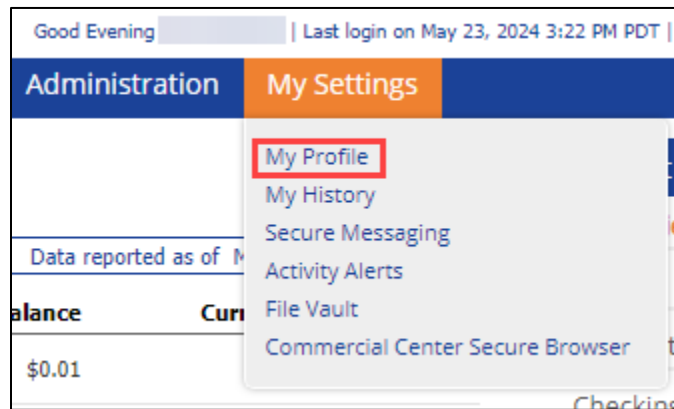 Good Evening | Last login on May 23, 2024 3:22 PM PDT |
Administration My Settings
My Profile
My History
Secure Messaging
Data reported as of
Activity Alerts
alance Curr
File Vault
Commercial Center Secure Browser
$0.01
Checking